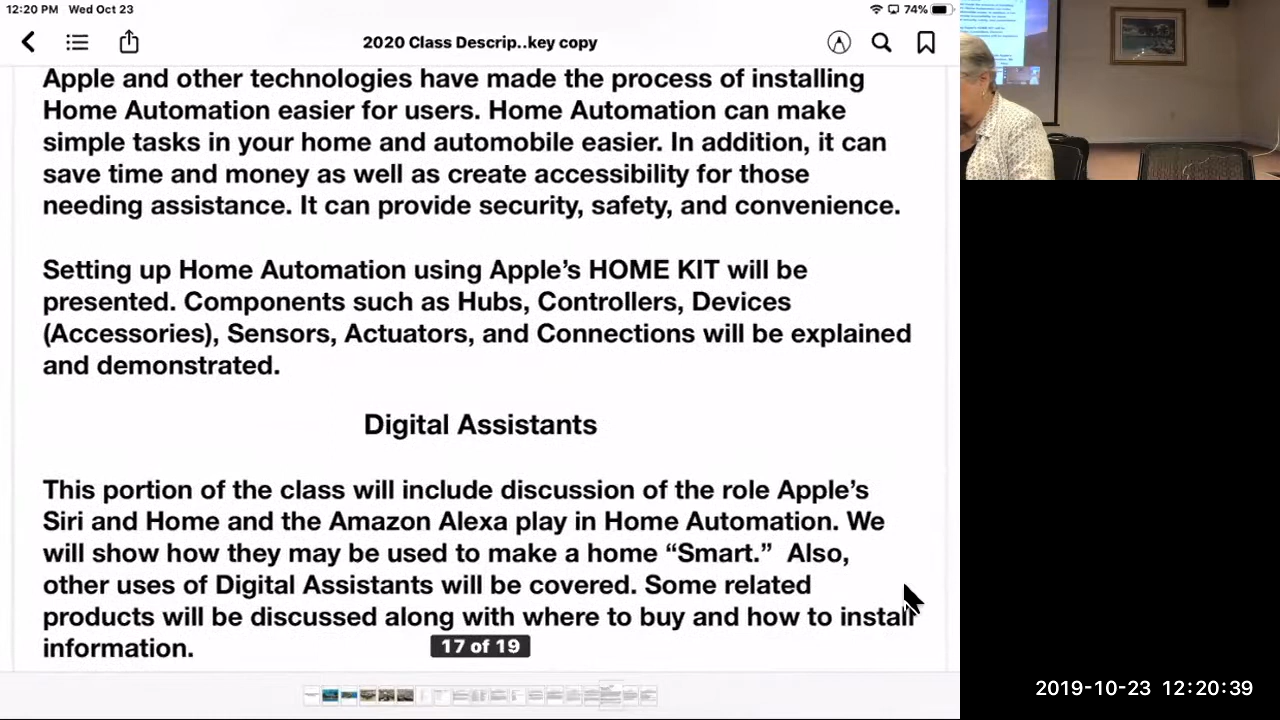 12:20 PM Wed Oct 23
74%
2020 Class Descrip..key copy
Apple and other technologies have made the process of installing
Home Automation easier for users. Home Automation can make
simple tasks in your home and automobile easier. In addition, it can
save time and money as well as create accessibility for those
needing assistance. It can provide security, safety, and convenience.
Setting up Home Automation using Apple’s HOME KIT will be
presented. Components such as Hubs, Controllers, Devices
(Accessories), Sensors, Actuators, and Connections will be explained
and demonstrated.
Digital Assistants
This portion of the class will include discussion of the role Apple’s
Siri and Home and the Amazon Alexa play in Home Automation. We
will show how they may be used to make a home “Smart.” Also,
other uses of Digital Assistants will be covered. Some related
products will be discussed along with where to buy and how to install
information.
17 of 19
2019-10-23 12:20:39